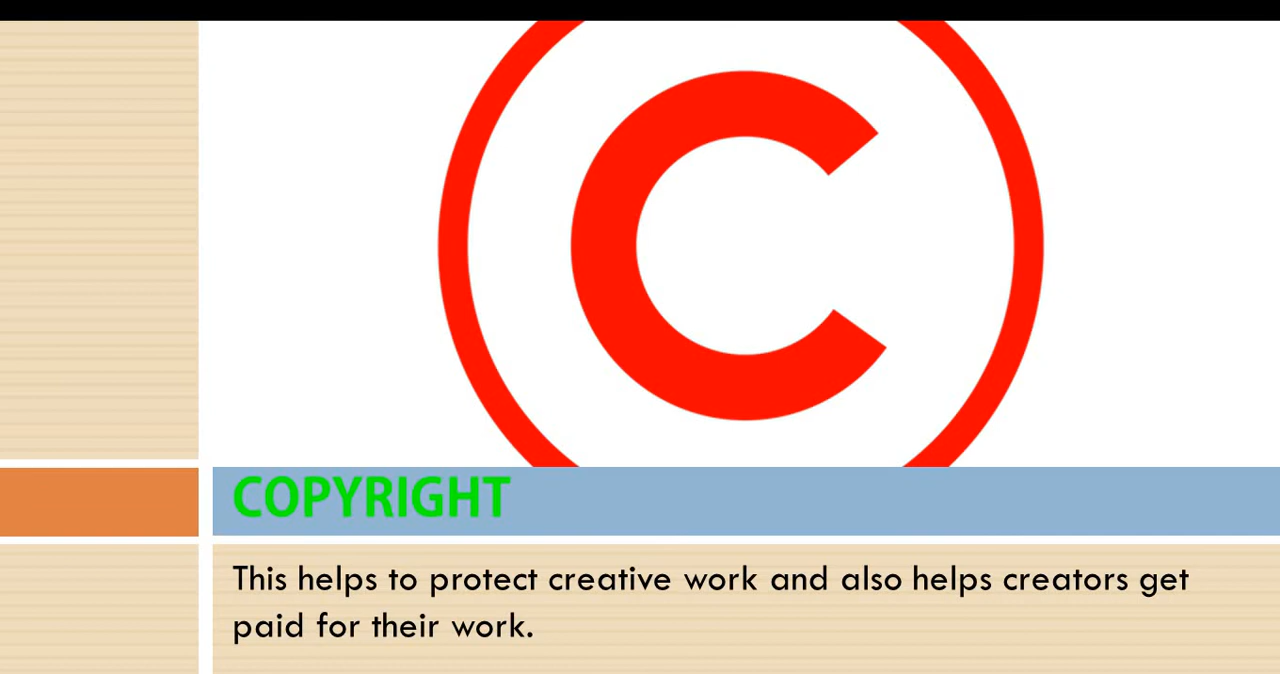 C
COPYRIGHT
This helps to protect creative work and also helps creators get
paid for their work.